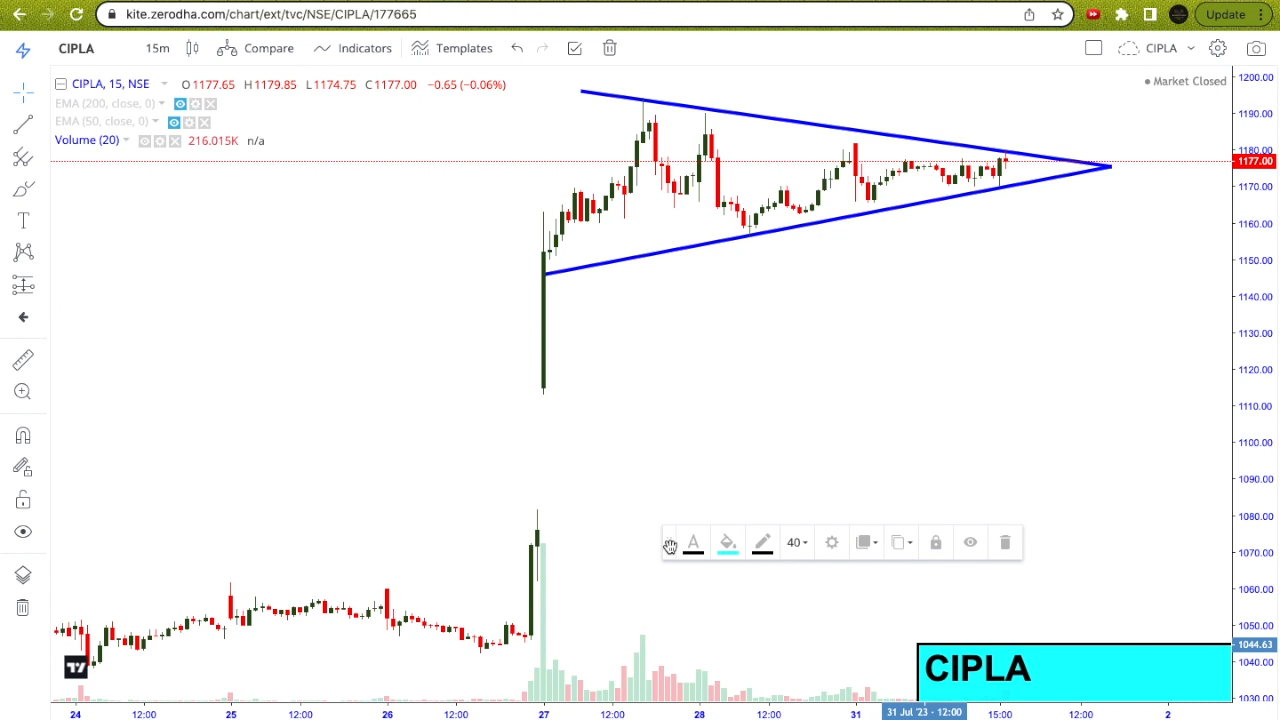 kite.zerodha.com/chart/ext/tvc/NSE/CIPLA/177665
Update
CIPLA 15m Compare Indicators Templates CIPLA
CIPLA, 15, NSE O1177.65 H1179.85 L1174.75 C1177.00 −0.65 (−0.06%)
Market Closed
EMA (200, close, 0)
EMA (50, close, 0)
Volume (20) 216.015K n/a
1200.00
1190.00
1180.00
1177.00
1170.00
1160.00
1150.00
1140.00
1130.00
1120.00
1110.00
1100.00
1090.00
1080.00
1070.00
1060.00
1050.00
1044.63
1040.00
1030.00
A 40
CIPLA
24 12:00 25 12:00 26 12:00 27 12:00 28 12:00 31 31 Jul '23 - 12:00 15:00 12:00 2